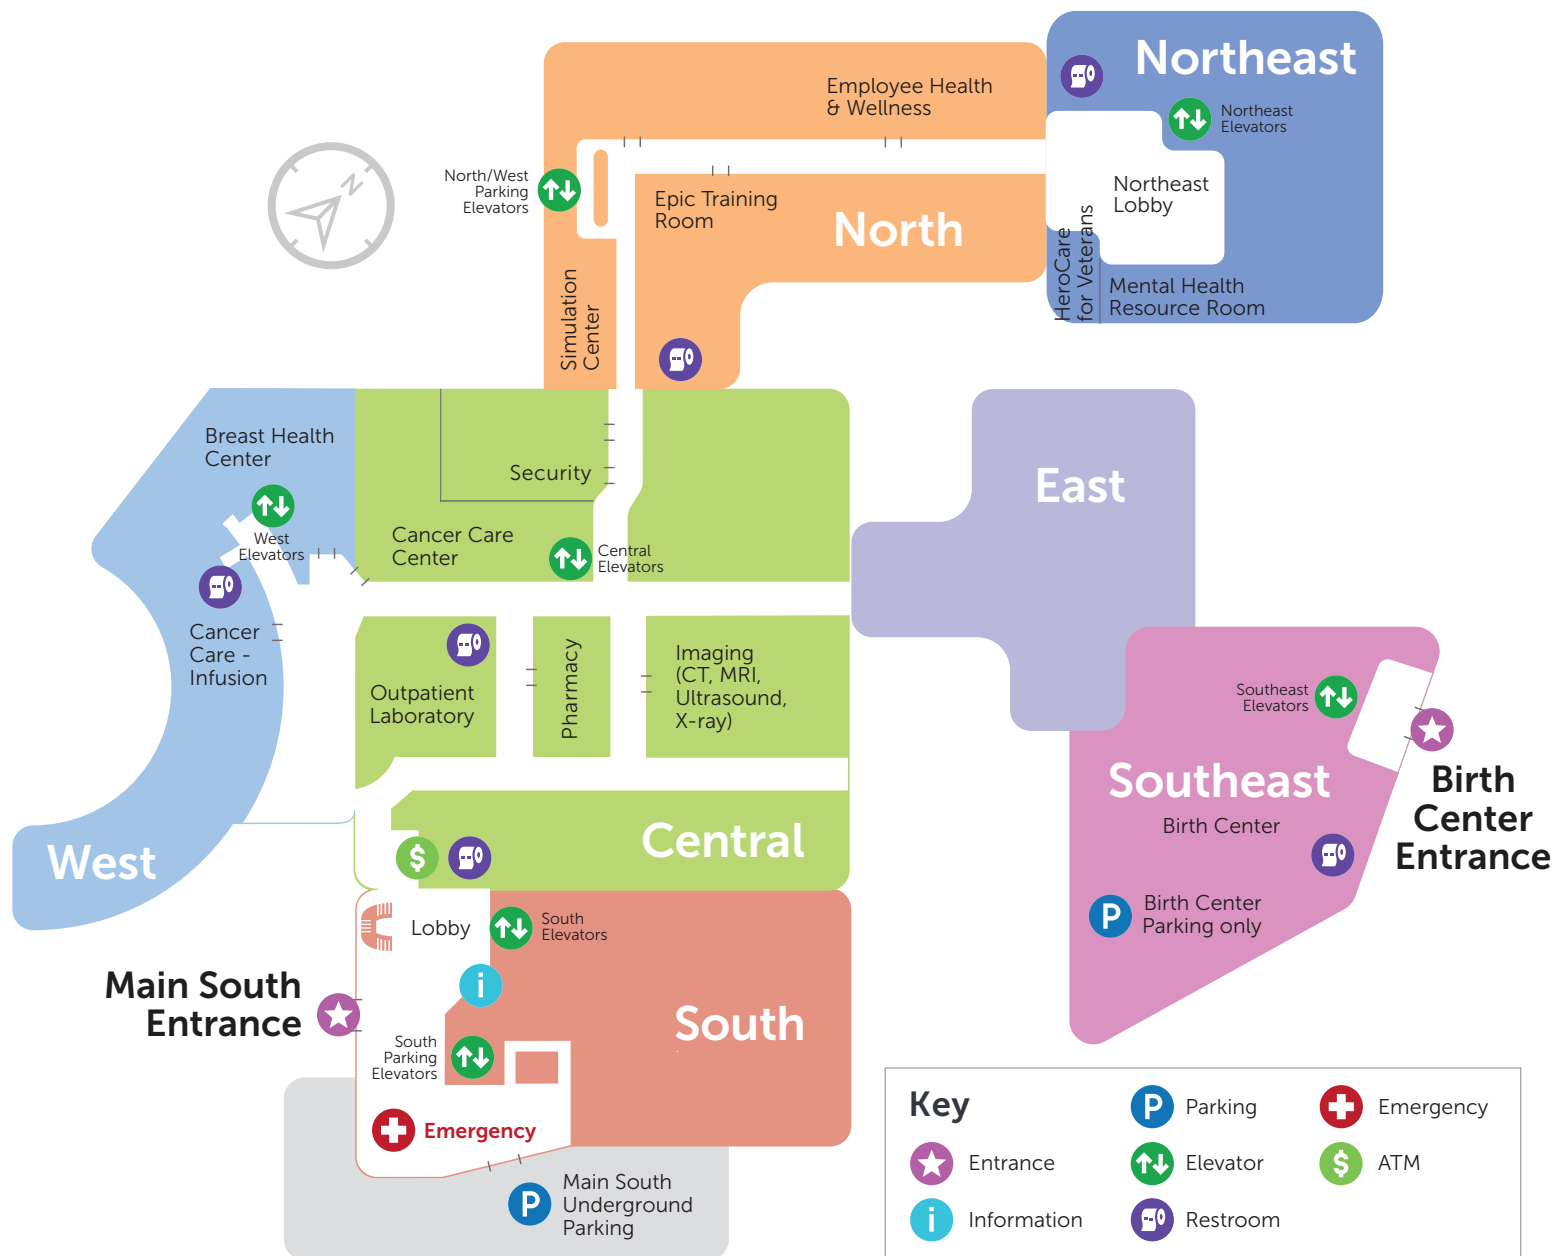 Northeast
Employee Health
& Wellness
Northeast
Elevators
N
North/West
Parking
Elevators
Epic Training
Room
Northeast
Lobby
North
HeroCare
for Veterans
Mental Health
Resource Room
Simulation
Center
Breast Health
Center
Security
East
West
Elevators
Cancer Care
Center
Central
Elevators
Cancer
Care -
Infusion
Outpatient
Laboratory
Pharmacy
Imaging
(CT, MRI,
Ultrasound,
X-ray)
Southeast
Elevators
Southeast
Birth Center
Birth
Center
Entrance
West
Central
$
Lobby
South
Elevators
P
Birth Center
Parking only
i
Main South
Entrance
South
South
Parking
Elevators
Emergency
P
Main South
Underground
Parking
Key
P Parking
Emergency
Entrance
Elevator
$ ATM
i Information
Restroom